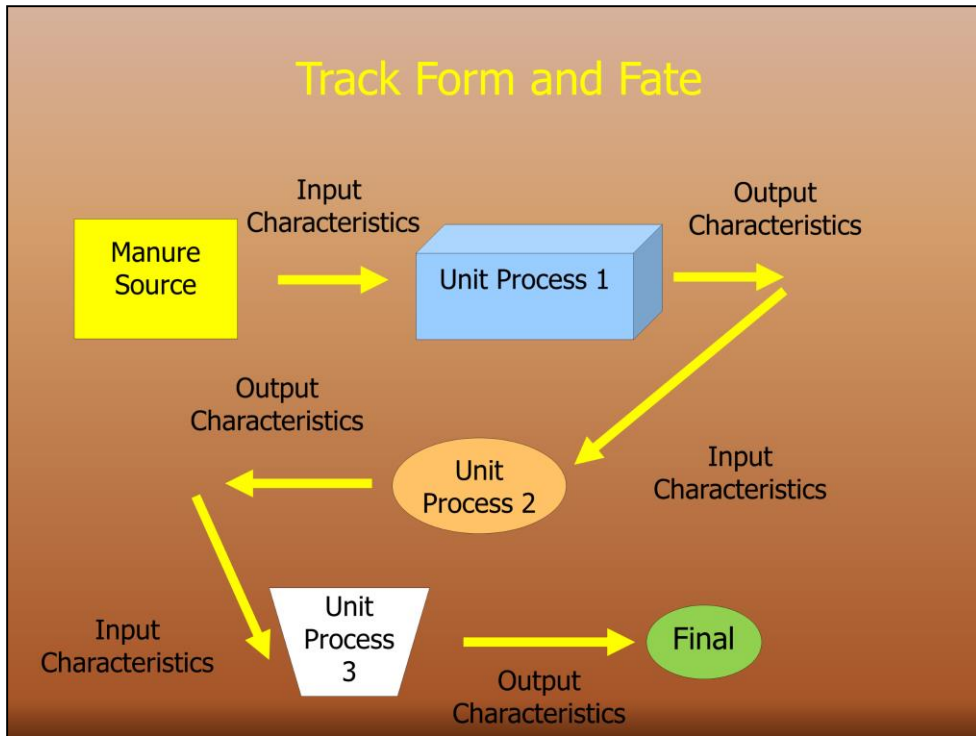 Track Form and Fate
Input
Characteristics
Output
Characteristics
Manure
Source
Unit Process 1
Output
Characteristics
Input
Characteristics
Unit
Process 2
Input
Characteristics
Unit
Process
3
Final
Output
Characteristics